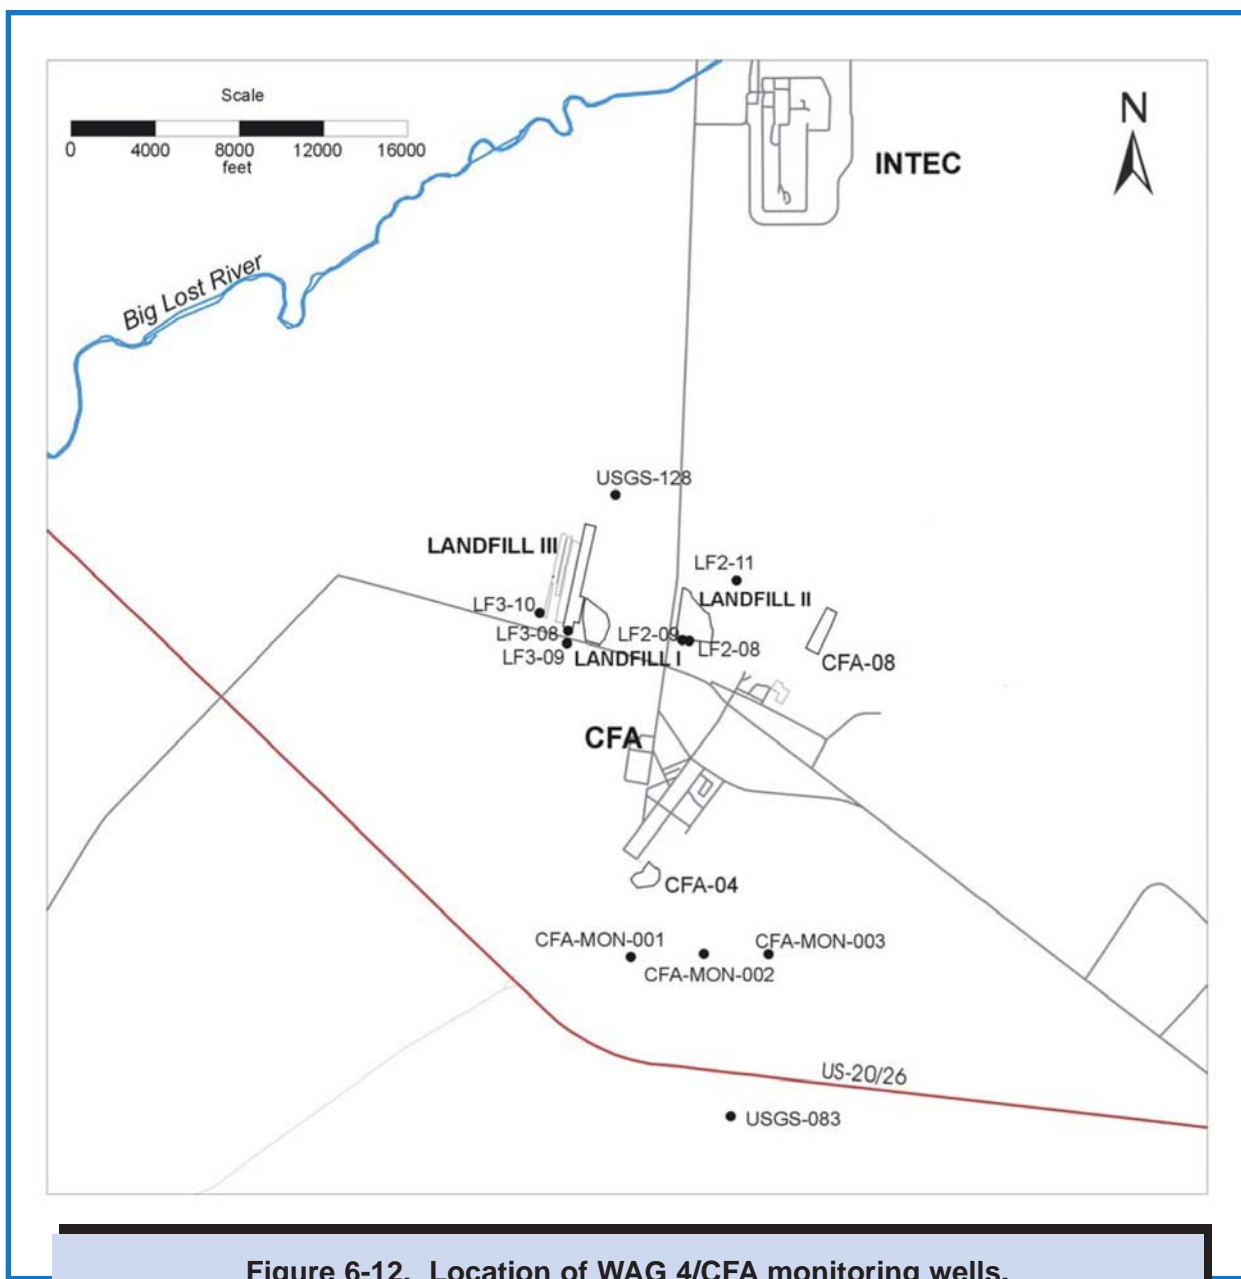 Scale
0 4000 8000 12000 16000
feet
N
INTEC
Big Lost River
USGS-128
LANDFILL III
LF2-11
LANDFILL II
LF3-10
LF3-08
LF2-09
LF2-08
LF3-09
LANDFILL I
CFA-08
CFA
CFA-04
CFA-MON-001
CFA-MON-003
CFA-MON-002
US-20/26
USGS-083
Figure 6-12. Location of WAG 4/CFA monitoring wells.